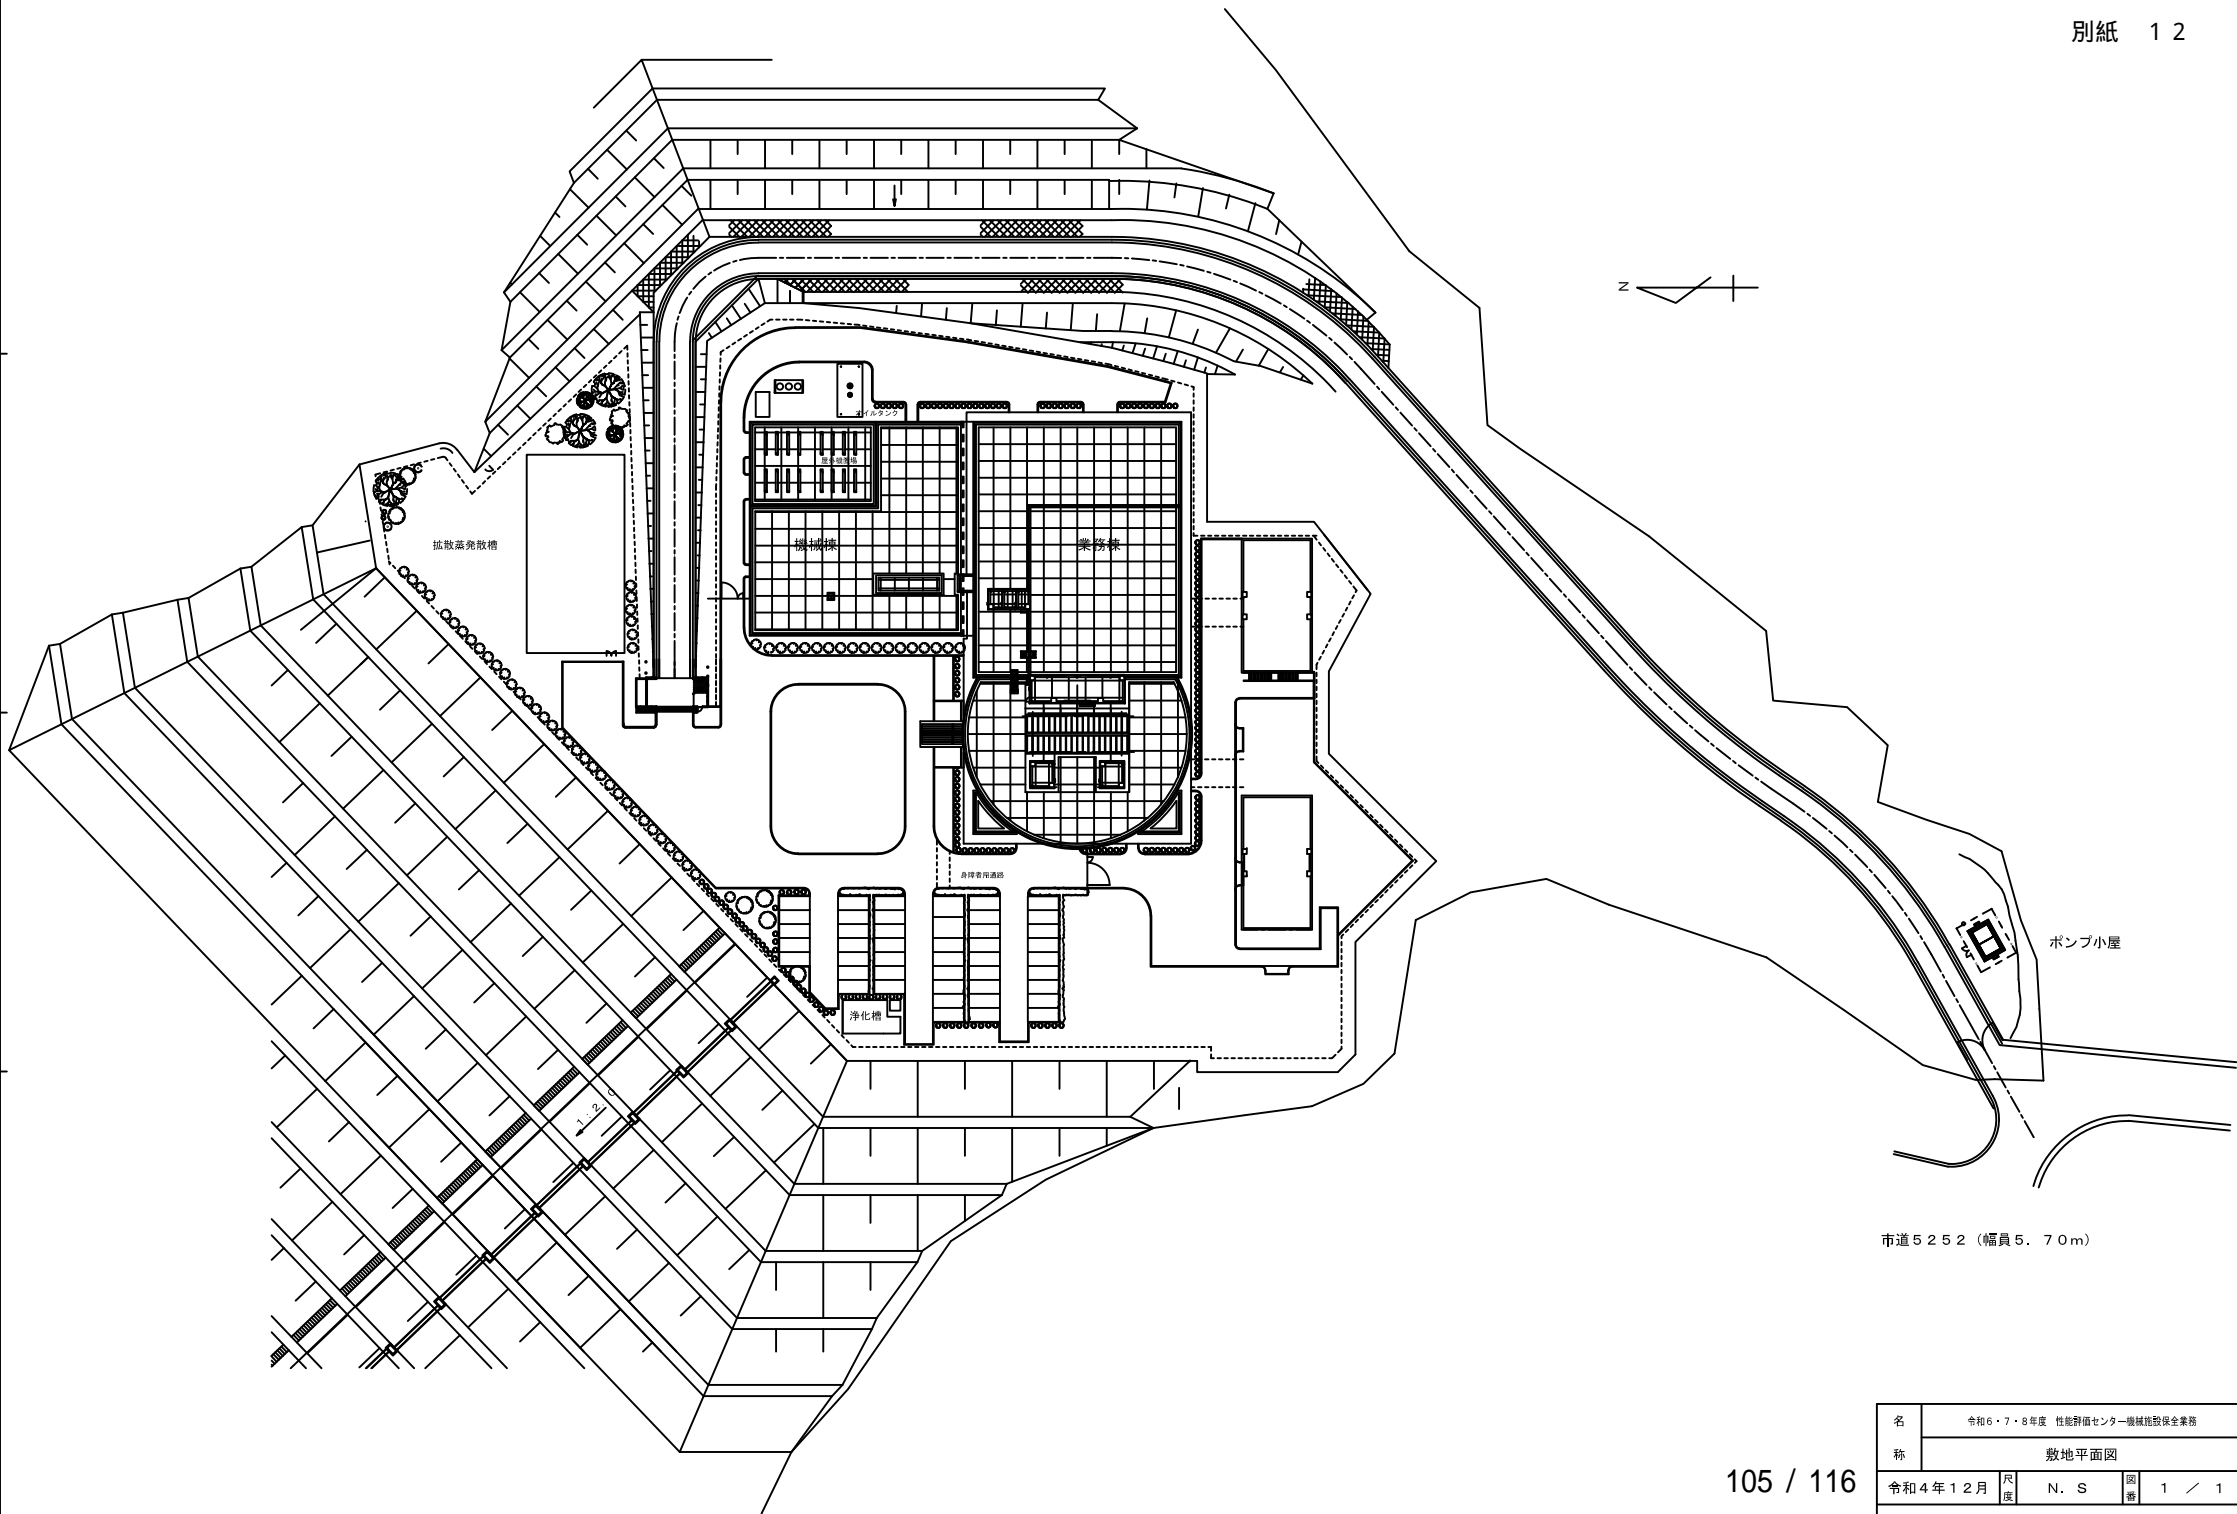 別紙　１２
N
オイルタンク
機械棟
業務棟
拡散蒸発散槽
身障者用通路
浄化槽
ポンプ小屋
１：２．０
市道５２５２（幅員５．７０ｍ）
105 / 116
名称
令和６・７・８年度　性能評価センター機械施設保全業務
敷地平面図
令和４年１２月
尺度
Ｎ．Ｓ
図番
１　／　１